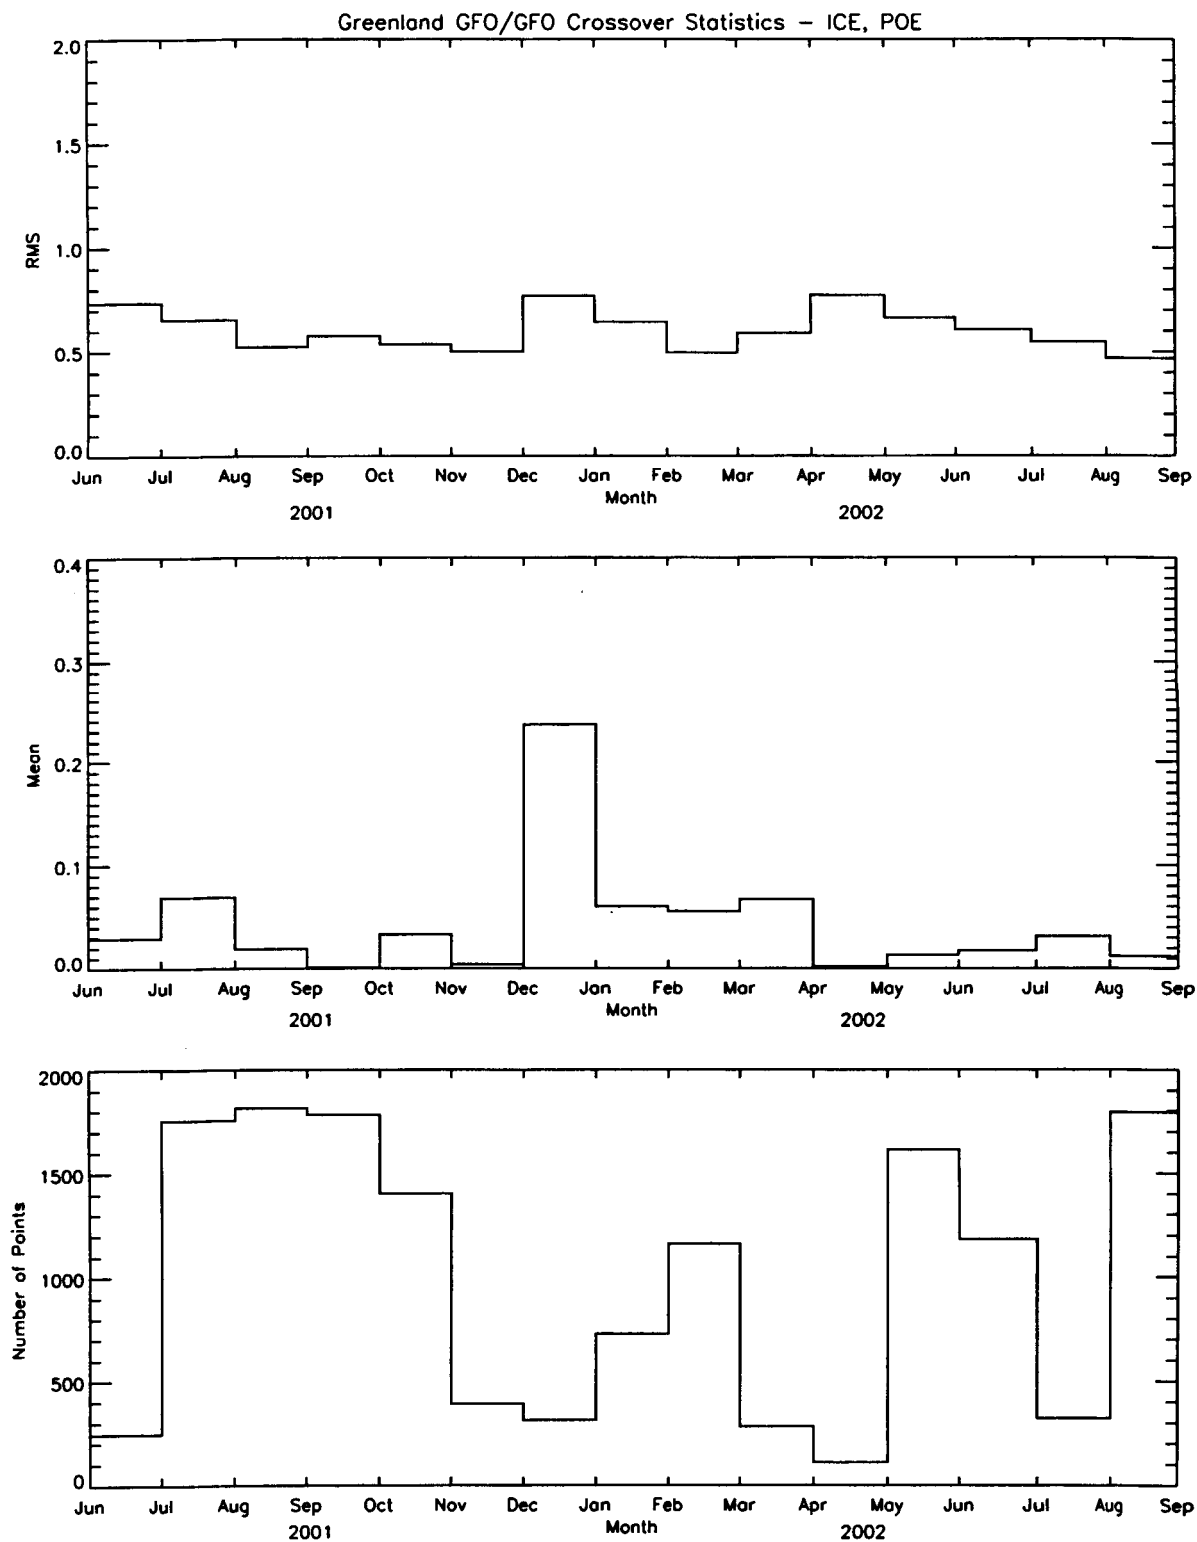 Greenland GFO/GFO Crossover Statistics - ICE, POE
2.0
1.5
1.0
0.5
0.0
RMS
Jun Jul Aug Sep Oct Nov Dec Jan Feb Mar Apr May Jun Jul Aug Sep
Month
2001 2002
0.4
0.3
0.2
0.1
0.0
Mean
Jun Jul Aug Sep Oct Nov Dec Jan Feb Mar Apr May Jun Jul Aug Sep
Month
2001 2002
2000
1500
1000
500
0
Number of Points
Jun Jul Aug Sep Oct Nov Dec Jan Feb Mar Apr May Jun Jul Aug Sep
Month
2001 2002